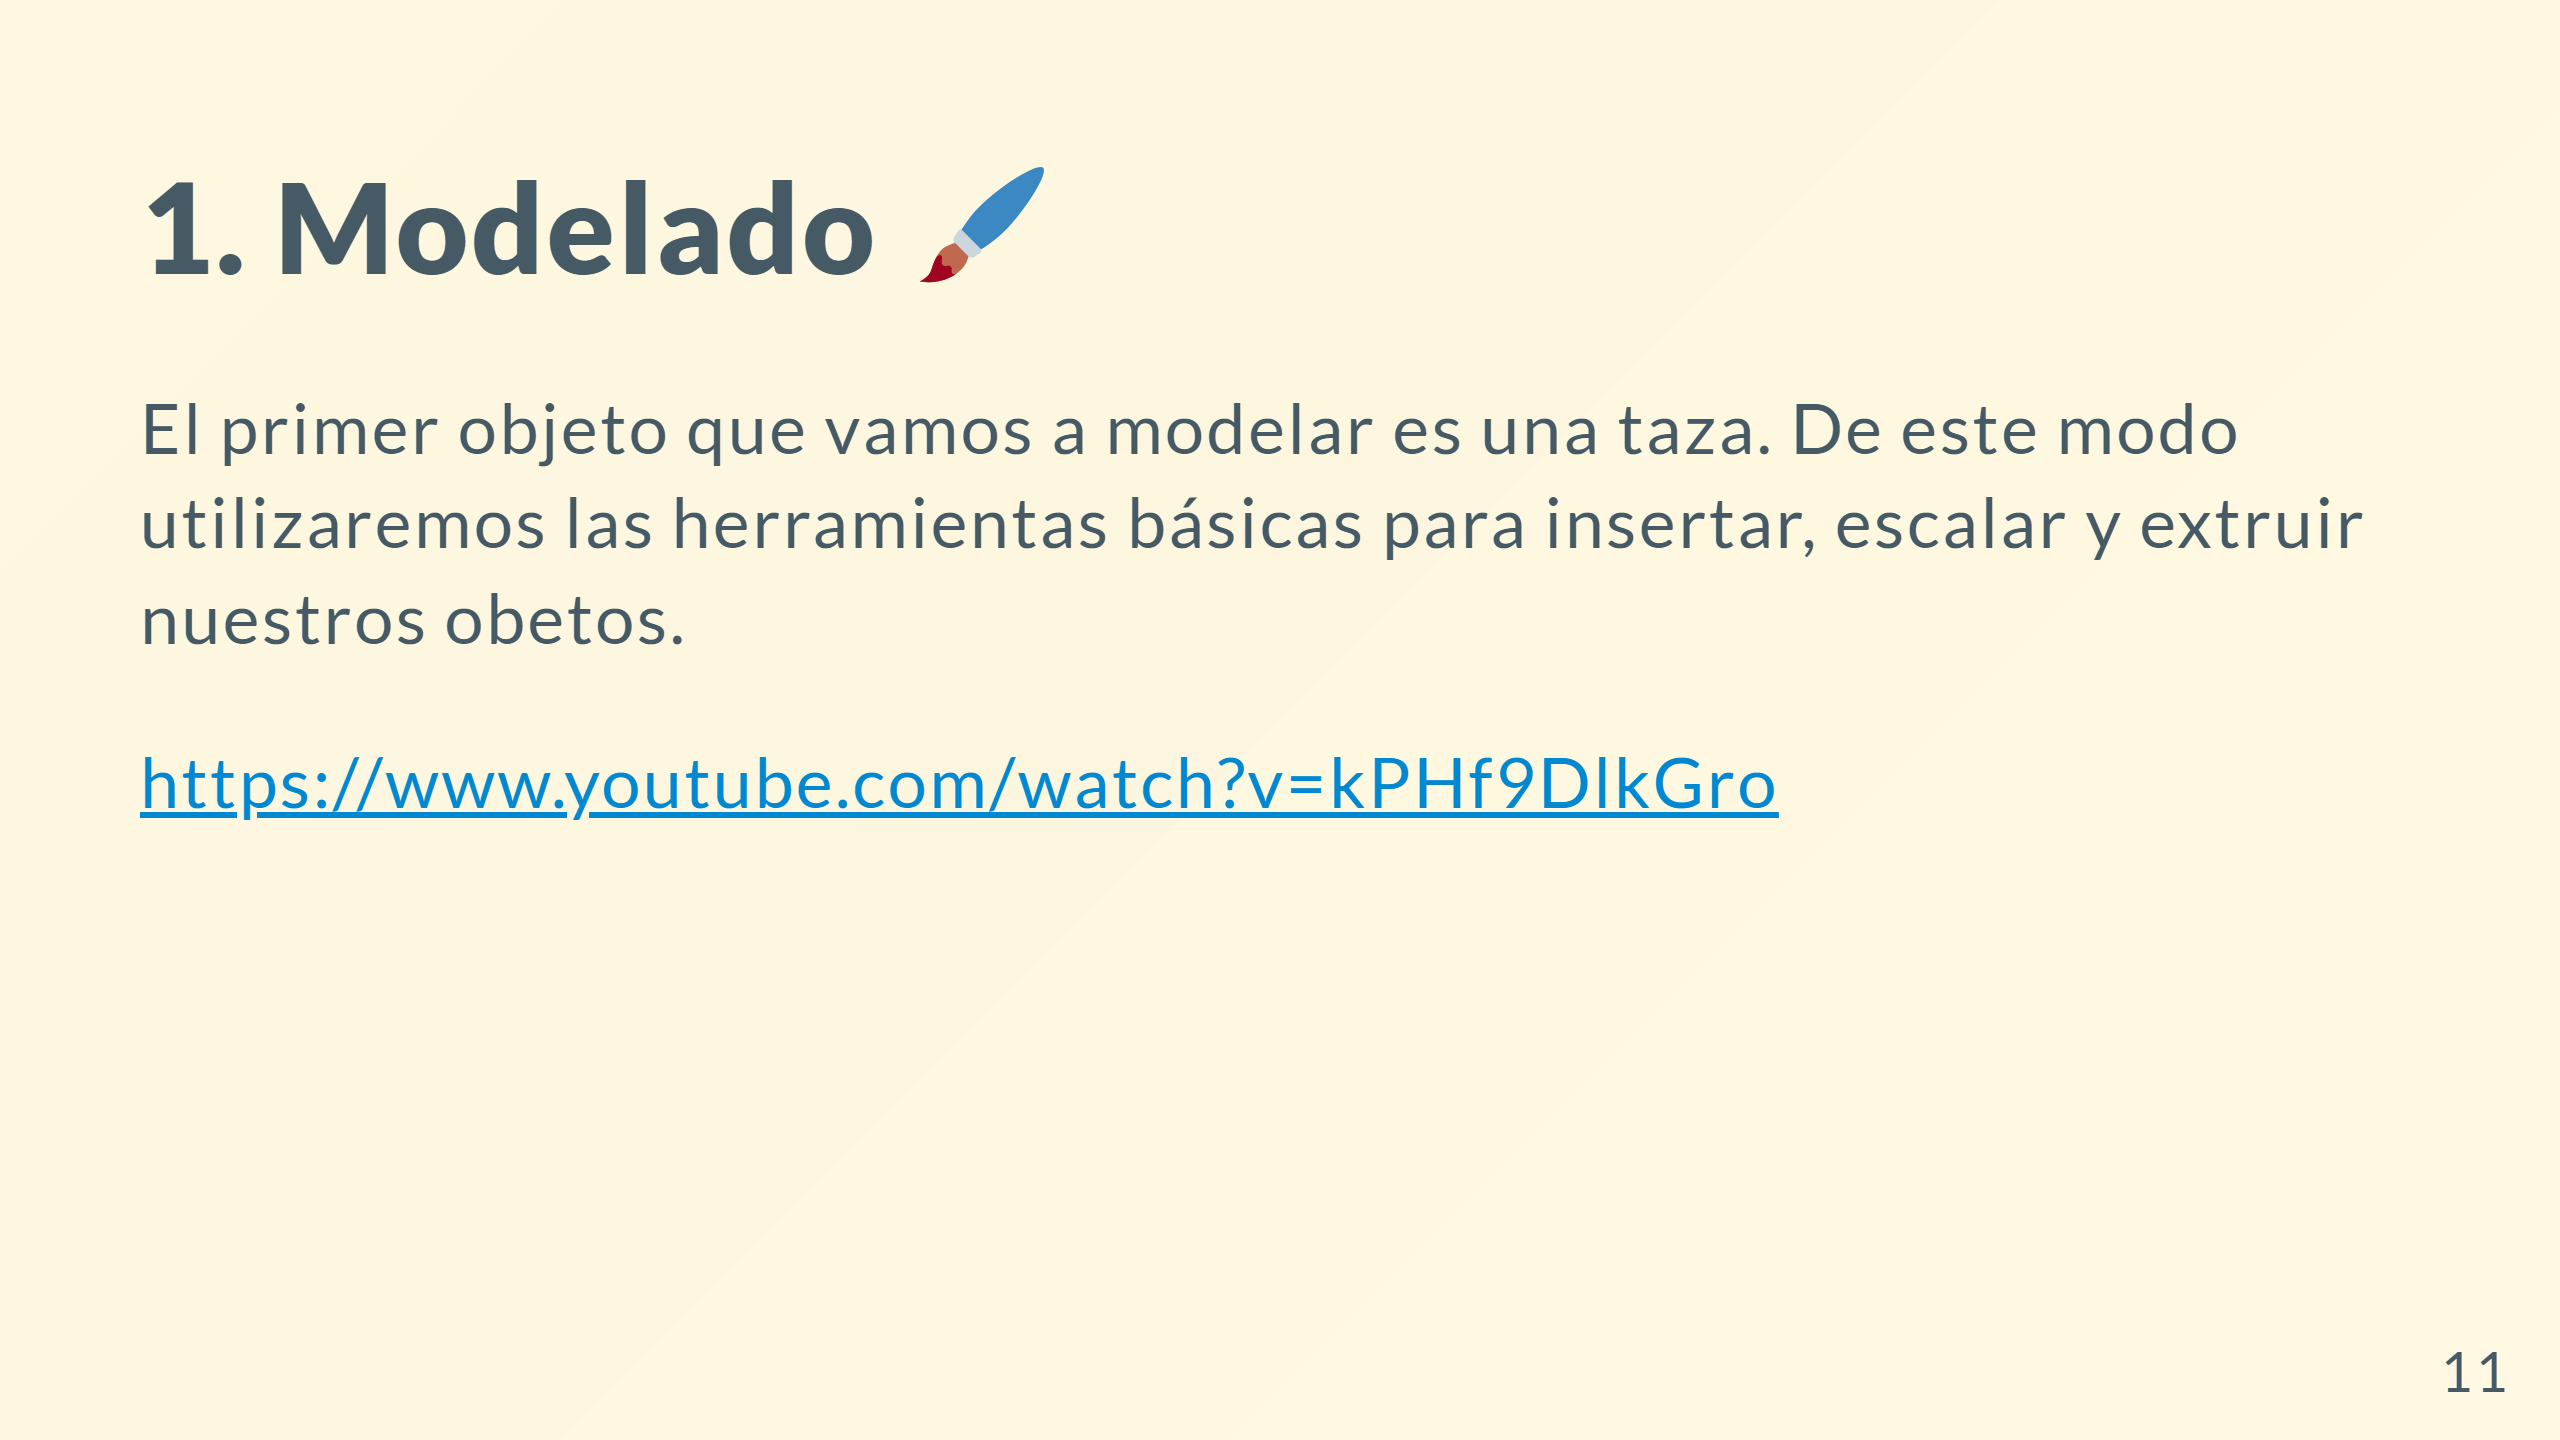 1. Modelado 🖌️
El primer objeto que vamos a modelar es una taza. De este modo
utilizaremos las herramientas básicas para insertar, escalar y extruir
nuestros obetos.
https://www.youtube.com/watch?v=kPHf9DlkGro
11